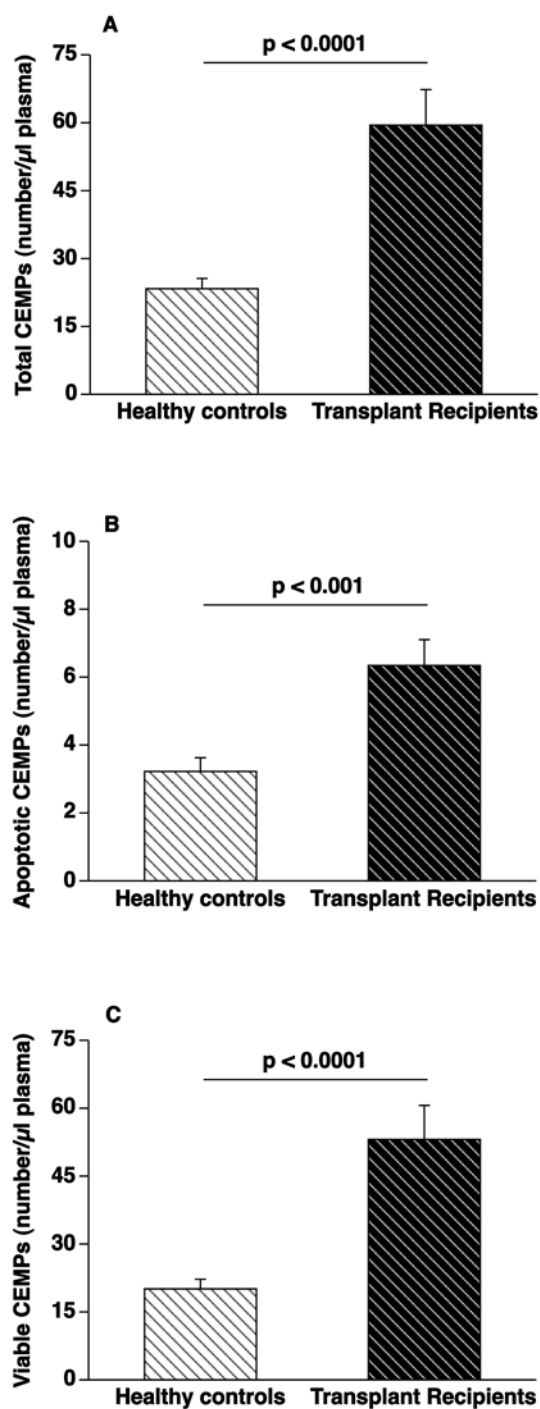 A
p < 0.0001
Total CEMPs (number/µl plasma)
75
60
45
30
15
0
Healthy controls Transplant Recipients
B
p < 0.001
Apoptotic CEMPs (number/µl plasma)
10
8
6
4
2
0
Healthy controls Transplant Recipients
C
p < 0.0001
Viable CEMPs (number/µl plasma)
75
60
45
30
15
0
Healthy controls Transplant Recipients